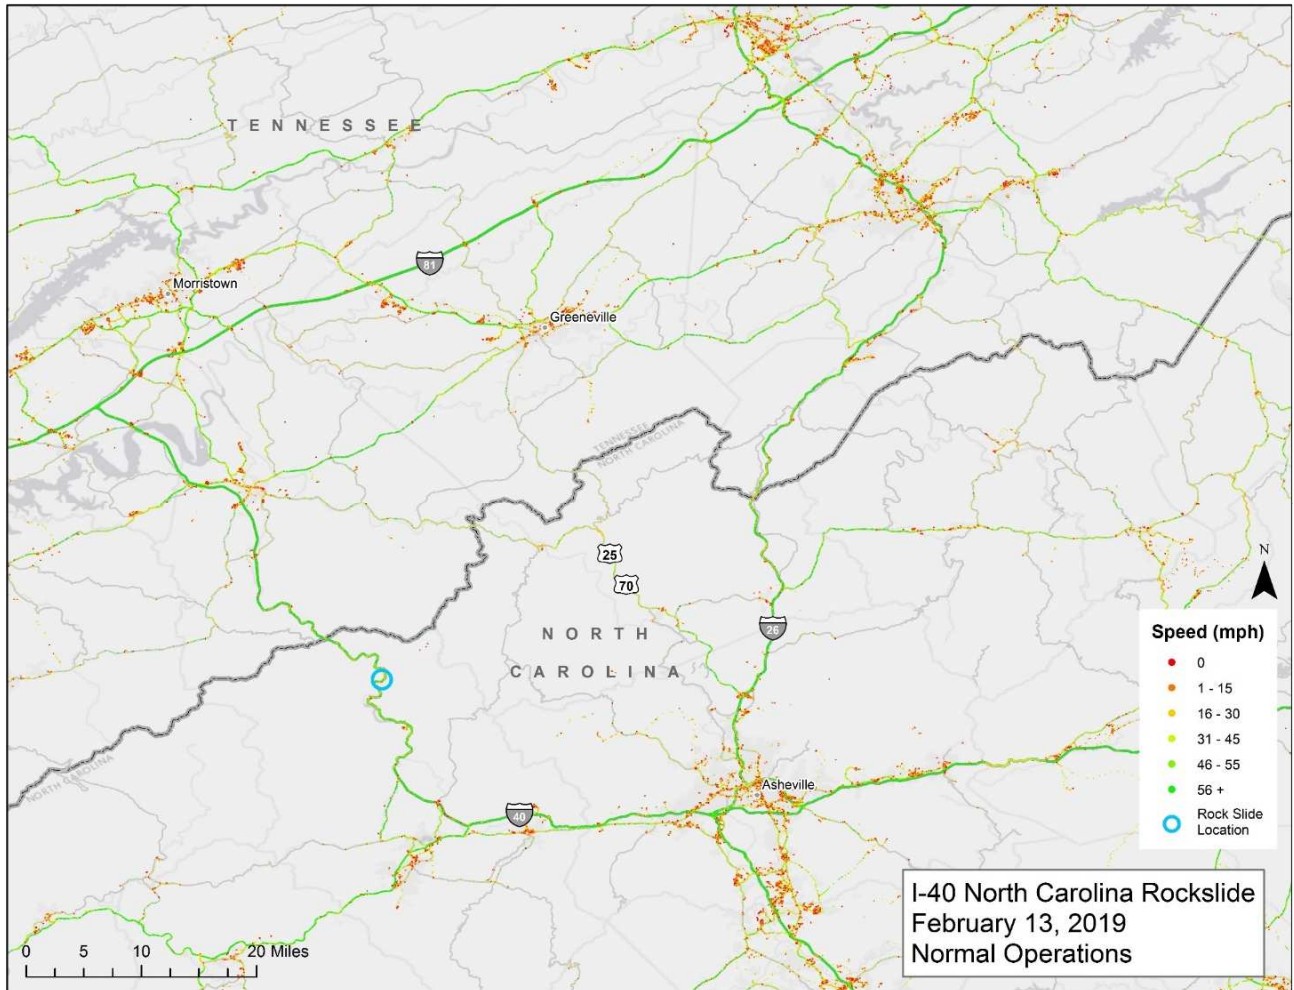 TENNESSEE
81
Morristown
Greeneville
TENNESSEE
NORTH CAROLINA
25
70
NORTH
CAROLINA
26
NORTH CAROLINA
Asheville
40
N
Speed (mph)
0
1 - 15
16 - 30
31 - 45
46 - 55
56 +
Rock Slide
Location
I-40 North Carolina Rockslide
February 13, 2019
Normal Operations
0 5 10 20 Miles